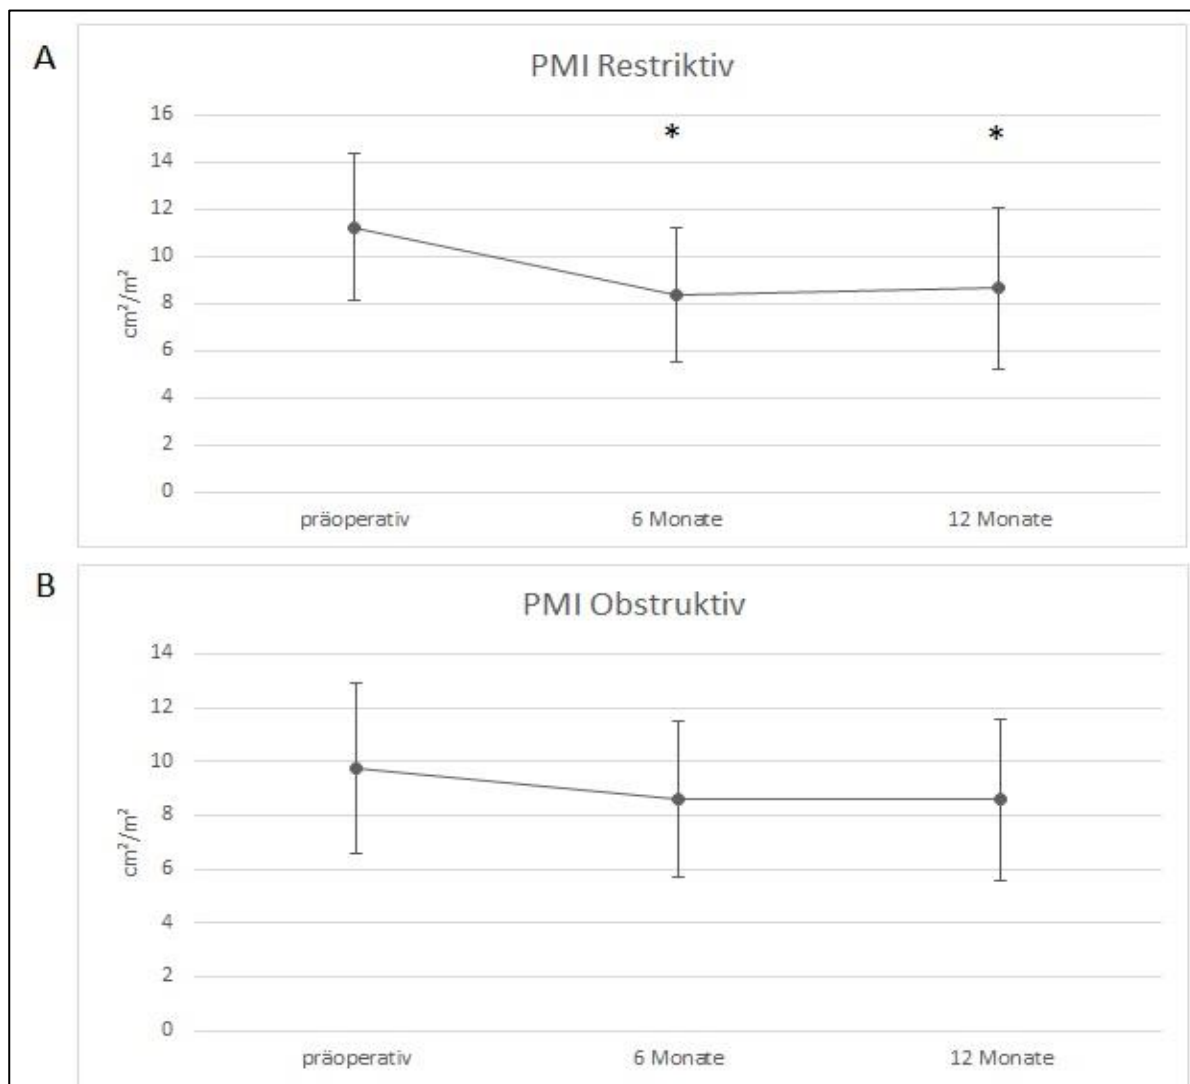 A
PMI Restriktiv
16
*
*
14
12
10
8
6
4
2
0
cm²/m²
präoperativ
6 Monate
12 Monate
B
PMI Obstruktiv
14
12
10
8
6
4
2
0
cm²/m²
präoperativ
6 Monate
12 Monate